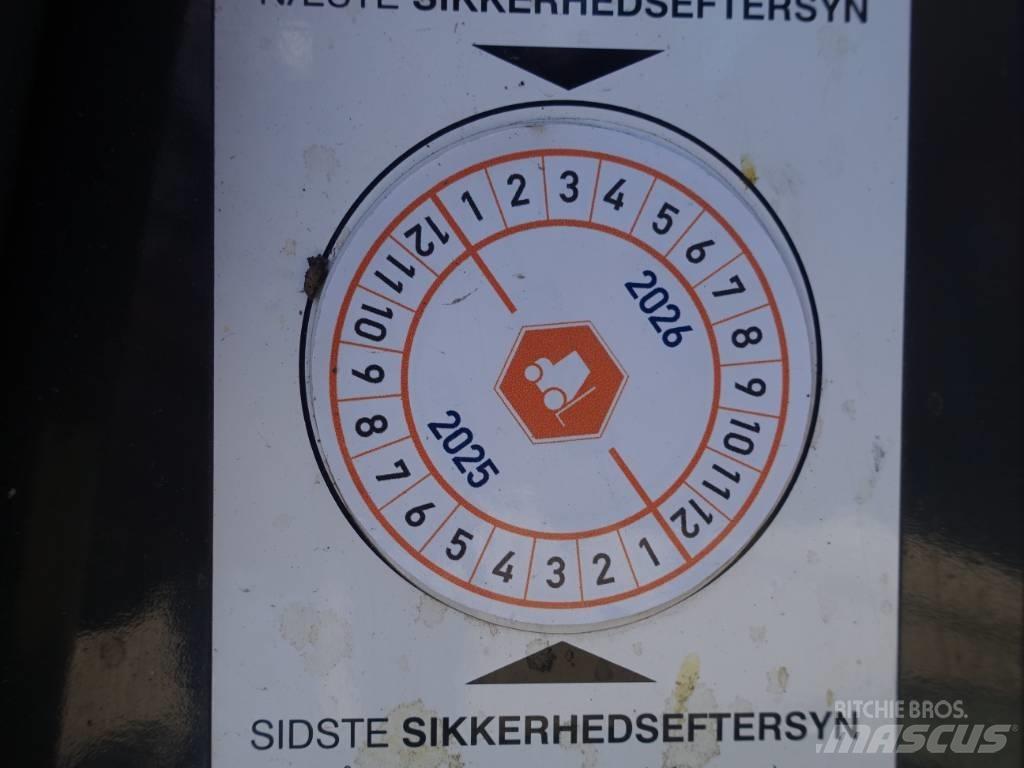 NÆSTE SIKKERHEDSEFTERSYN
1 2 3 4 5 6 7 8 9 10 11 12
2026
1 2 3 4 5 6 7 8 9 10 11 12
2025
SIDSTE SIKKERHEDSEFTERSYN
RITCHIE BROS.
MASCUS